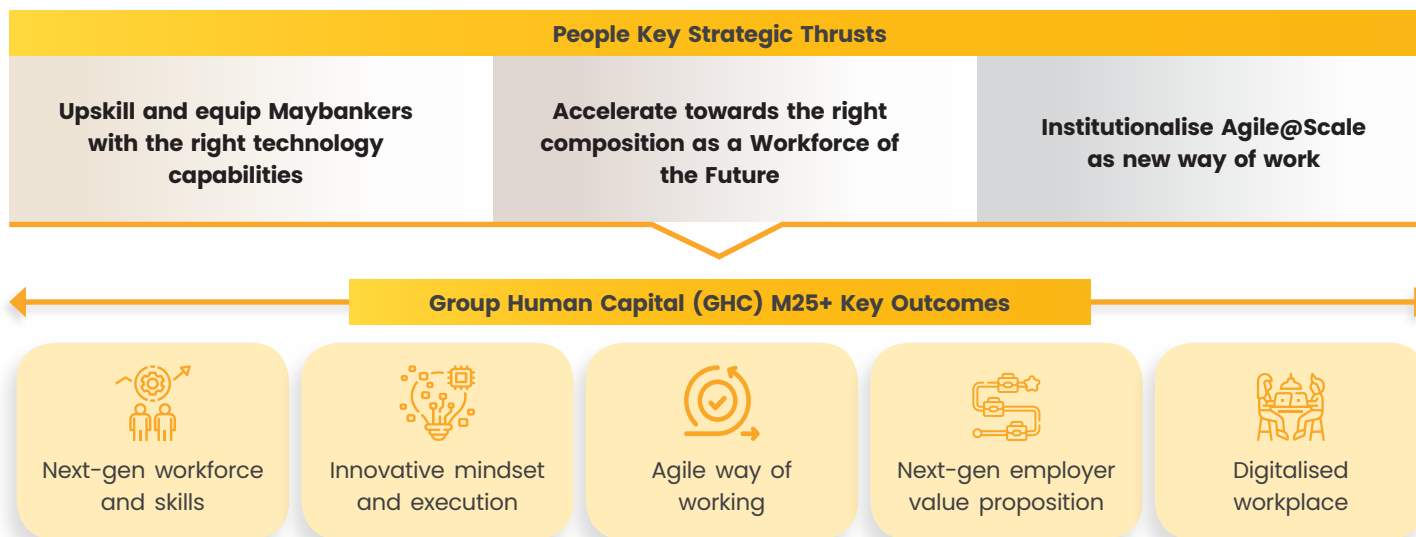 People Key Strategic Thrusts
Upskill and equip Maybankers
with the right technology
capabilities
Accelerate towards the right
composition as a Workforce of
the Future
Institutionalise Agile@Scale
as new way of work
Group Human Capital (GHC) M25+ Key Outcomes
Next-gen workforce
and skills
Innovative mindset
and execution
Agile way of
working
Next-gen employer
value proposition
Digitalised
workplace